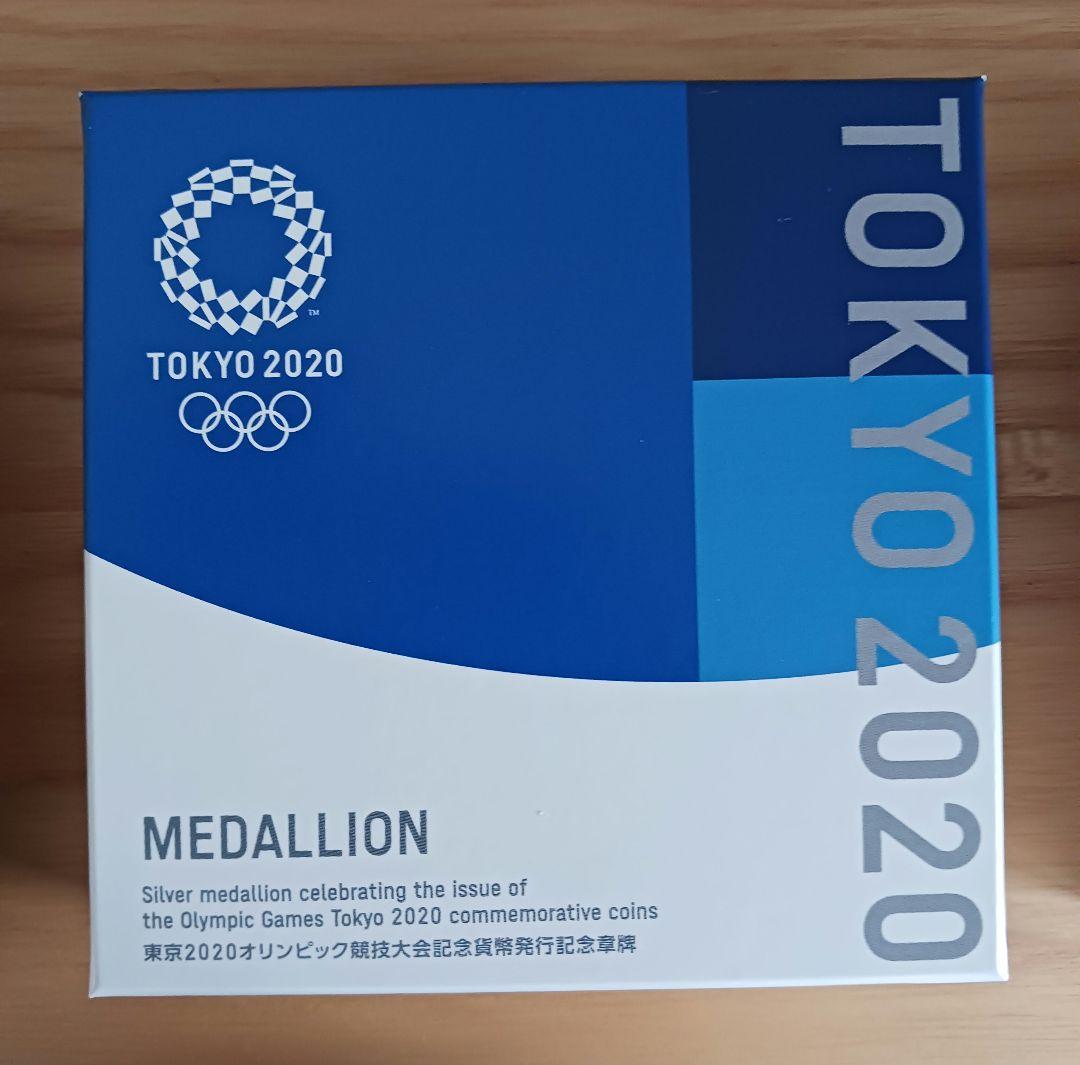 TM
TOKYO 2020
TOKYO 2020
MEDALLION
Silver medallion celebrating the issue of
the Olympic Games Tokyo 2020 commemorative coins
東京2020オリンピック競技大会記念貨幣発行記念章牌